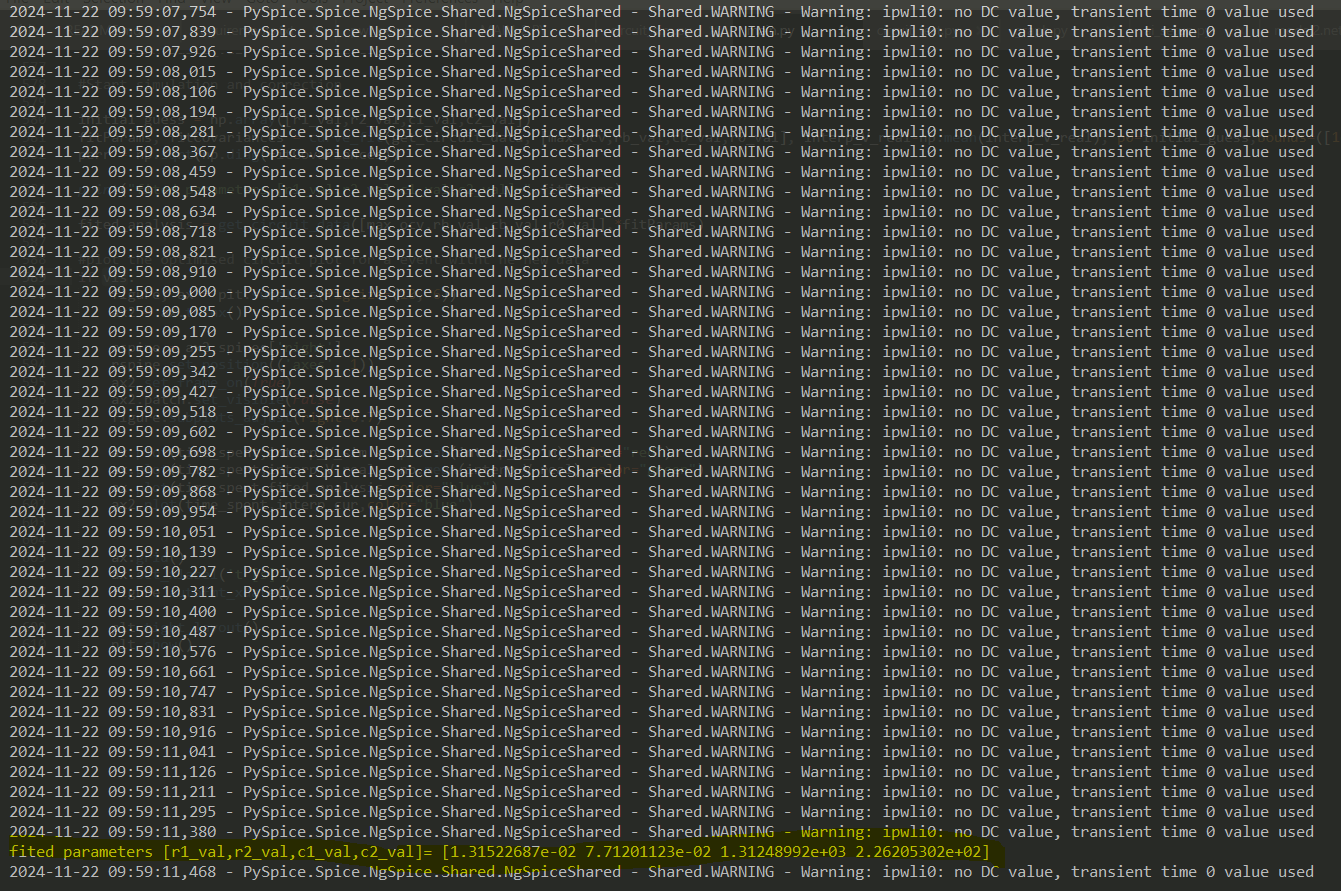 2024-11-22 09:59:07,754 - PySpice.Spice.NgSpice.Shared.NgSpiceShared - Shared.WARNING - Warning: ipwli0: no DC value, transient time 0 value used
2024-11-22 09:59:07,839 - PySpice.Spice.NgSpice.Shared.NgSpiceShared - Shared.WARNING - Warning: ipwli0: no DC value, transient time 0 value used
2024-11-22 09:59:07,926 - PySpice.Spice.NgSpice.Shared.NgSpiceShared - Shared.WARNING - Warning: ipwli0: no DC value, transient time 0 value used
2024-11-22 09:59:08,015 - PySpice.Spice.NgSpice.Shared.NgSpiceShared - Shared.WARNING - Warning: ipwli0: no DC value, transient time 0 value used
2024-11-22 09:59:08,106 - PySpice.Spice.NgSpice.Shared.NgSpiceShared - Shared.WARNING - Warning: ipwli0: no DC value, transient time 0 value used
2024-11-22 09:59:08,194 - PySpice.Spice.NgSpice.Shared.NgSpiceShared - Shared.WARNING - Warning: ipwli0: no DC value, transient time 0 value used
2024-11-22 09:59:08,281 - PySpice.Spice.NgSpice.Shared.NgSpiceShared - Shared.WARNING - Warning: ipwli0: no DC value, transient time 0 value used
2024-11-22 09:59:08,367 - PySpice.Spice.NgSpice.Shared.NgSpiceShared - Shared.WARNING - Warning: ipwli0: no DC value, transient time 0 value used
2024-11-22 09:59:08,459 - PySpice.Spice.NgSpice.Shared.NgSpiceShared - Shared.WARNING - Warning: ipwli0: no DC value, transient time 0 value used
2024-11-22 09:59:08,548 - PySpice.Spice.NgSpice.Shared.NgSpiceShared - Shared.WARNING - Warning: ipwli0: no DC value, transient time 0 value used
2024-11-22 09:59:08,634 - PySpice.Spice.NgSpice.Shared.NgSpiceShared - Shared.WARNING - Warning: ipwli0: no DC value, transient time 0 value used
2024-11-22 09:59:08,718 - PySpice.Spice.NgSpice.Shared.NgSpiceShared - Shared.WARNING - Warning: ipwli0: no DC value, transient time 0 value used
2024-11-22 09:59:08,821 - PySpice.Spice.NgSpice.Shared.NgSpiceShared - Shared.WARNING - Warning: ipwli0: no DC value, transient time 0 value used
2024-11-22 09:59:08,910 - PySpice.Spice.NgSpice.Shared.NgSpiceShared - Shared.WARNING - Warning: ipwli0: no DC value, transient time 0 value used
2024-11-22 09:59:09,000 - PySpice.Spice.NgSpice.Shared.NgSpiceShared - Shared.WARNING - Warning: ipwli0: no DC value, transient time 0 value used
2024-11-22 09:59:09,085 - PySpice.Spice.NgSpice.Shared.NgSpiceShared - Shared.WARNING - Warning: ipwli0: no DC value, transient time 0 value used
2024-11-22 09:59:09,170 - PySpice.Spice.NgSpice.Shared.NgSpiceShared - Shared.WARNING - Warning: ipwli0: no DC value, transient time 0 value used
2024-11-22 09:59:09,255 - PySpice.Spice.NgSpice.Shared.NgSpiceShared - Shared.WARNING - Warning: ipwli0: no DC value, transient time 0 value used
2024-11-22 09:59:09,342 - PySpice.Spice.NgSpice.Shared.NgSpiceShared - Shared.WARNING - Warning: ipwli0: no DC value, transient time 0 value used
2024-11-22 09:59:09,427 - PySpice.Spice.NgSpice.Shared.NgSpiceShared - Shared.WARNING - Warning: ipwli0: no DC value, transient time 0 value used
2024-11-22 09:59:09,518 - PySpice.Spice.NgSpice.Shared.NgSpiceShared - Shared.WARNING - Warning: ipwli0: no DC value, transient time 0 value used
2024-11-22 09:59:09,602 - PySpice.Spice.NgSpice.Shared.NgSpiceShared - Shared.WARNING - Warning: ipwli0: no DC value, transient time 0 value used
2024-11-22 09:59:09,698 - PySpice.Spice.NgSpice.Shared.NgSpiceShared - Shared.WARNING - Warning: ipwli0: no DC value, transient time 0 value used
2024-11-22 09:59:09,782 - PySpice.Spice.NgSpice.Shared.NgSpiceShared - Shared.WARNING - Warning: ipwli0: no DC value, transient time 0 value used
2024-11-22 09:59:09,868 - PySpice.Spice.NgSpice.Shared.NgSpiceShared - Shared.WARNING - Warning: ipwli0: no DC value, transient time 0 value used
2024-11-22 09:59:09,954 - PySpice.Spice.NgSpice.Shared.NgSpiceShared - Shared.WARNING - Warning: ipwli0: no DC value, transient time 0 value used
2024-11-22 09:59:10,051 - PySpice.Spice.NgSpice.Shared.NgSpiceShared - Shared.WARNING - Warning: ipwli0: no DC value, transient time 0 value used
2024-11-22 09:59:10,139 - PySpice.Spice.NgSpice.Shared.NgSpiceShared - Shared.WARNING - Warning: ipwli0: no DC value, transient time 0 value used
2024-11-22 09:59:10,227 - PySpice.Spice.NgSpice.Shared.NgSpiceShared - Shared.WARNING - Warning: ipwli0: no DC value, transient time 0 value used
2024-11-22 09:59:10,311 - PySpice.Spice.NgSpice.Shared.NgSpiceShared - Shared.WARNING - Warning: ipwli0: no DC value, transient time 0 value used
2024-11-22 09:59:10,400 - PySpice.Spice.NgSpice.Shared.NgSpiceShared - Shared.WARNING - Warning: ipwli0: no DC value, transient time 0 value used
2024-11-22 09:59:10,487 - PySpice.Spice.NgSpice.Shared.NgSpiceShared - Shared.WARNING - Warning: ipwli0: no DC value, transient time 0 value used
2024-11-22 09:59:10,576 - PySpice.Spice.NgSpice.Shared.NgSpiceShared - Shared.WARNING - Warning: ipwli0: no DC value, transient time 0 value used
2024-11-22 09:59:10,661 - PySpice.Spice.NgSpice.Shared.NgSpiceShared - Shared.WARNING - Warning: ipwli0: no DC value, transient time 0 value used
2024-11-22 09:59:10,747 - PySpice.Spice.NgSpice.Shared.NgSpiceShared - Shared.WARNING - Warning: ipwli0: no DC value, transient time 0 value used
2024-11-22 09:59:10,831 - PySpice.Spice.NgSpice.Shared.NgSpiceShared - Shared.WARNING - Warning: ipwli0: no DC value, transient time 0 value used
2024-11-22 09:59:10,916 - PySpice.Spice.NgSpice.Shared.NgSpiceShared - Shared.WARNING - Warning: ipwli0: no DC value, transient time 0 value used
2024-11-22 09:59:11,041 - PySpice.Spice.NgSpice.Shared.NgSpiceShared - Shared.WARNING - Warning: ipwli0: no DC value, transient time 0 value used
2024-11-22 09:59:11,126 - PySpice.Spice.NgSpice.Shared.NgSpiceShared - Shared.WARNING - Warning: ipwli0: no DC value, transient time 0 value used
2024-11-22 09:59:11,211 - PySpice.Spice.NgSpice.Shared.NgSpiceShared - Shared.WARNING - Warning: ipwli0: no DC value, transient time 0 value used
2024-11-22 09:59:11,295 - PySpice.Spice.NgSpice.Shared.NgSpiceShared - Shared.WARNING - Warning: ipwli0: no DC value, transient time 0 value used
2024-11-22 09:59:11,380 - PySpice.Spice.NgSpice.Shared.NgSpiceShared - Shared.WARNING - Warning: ipwli0: no DC value, transient time 0 value used
fited parameters [r1_val,r2_val,c1_val,c2_val]= [1.31522687e-02 7.71201123e-02 1.31248992e+03 2.26205302e+02]
2024-11-22 09:59:11,468 - PySpice.Spice.NgSpice.Shared.NgSpiceShared - Shared.WARNING - Warning: ipwli0: no DC value, transient time 0 value used